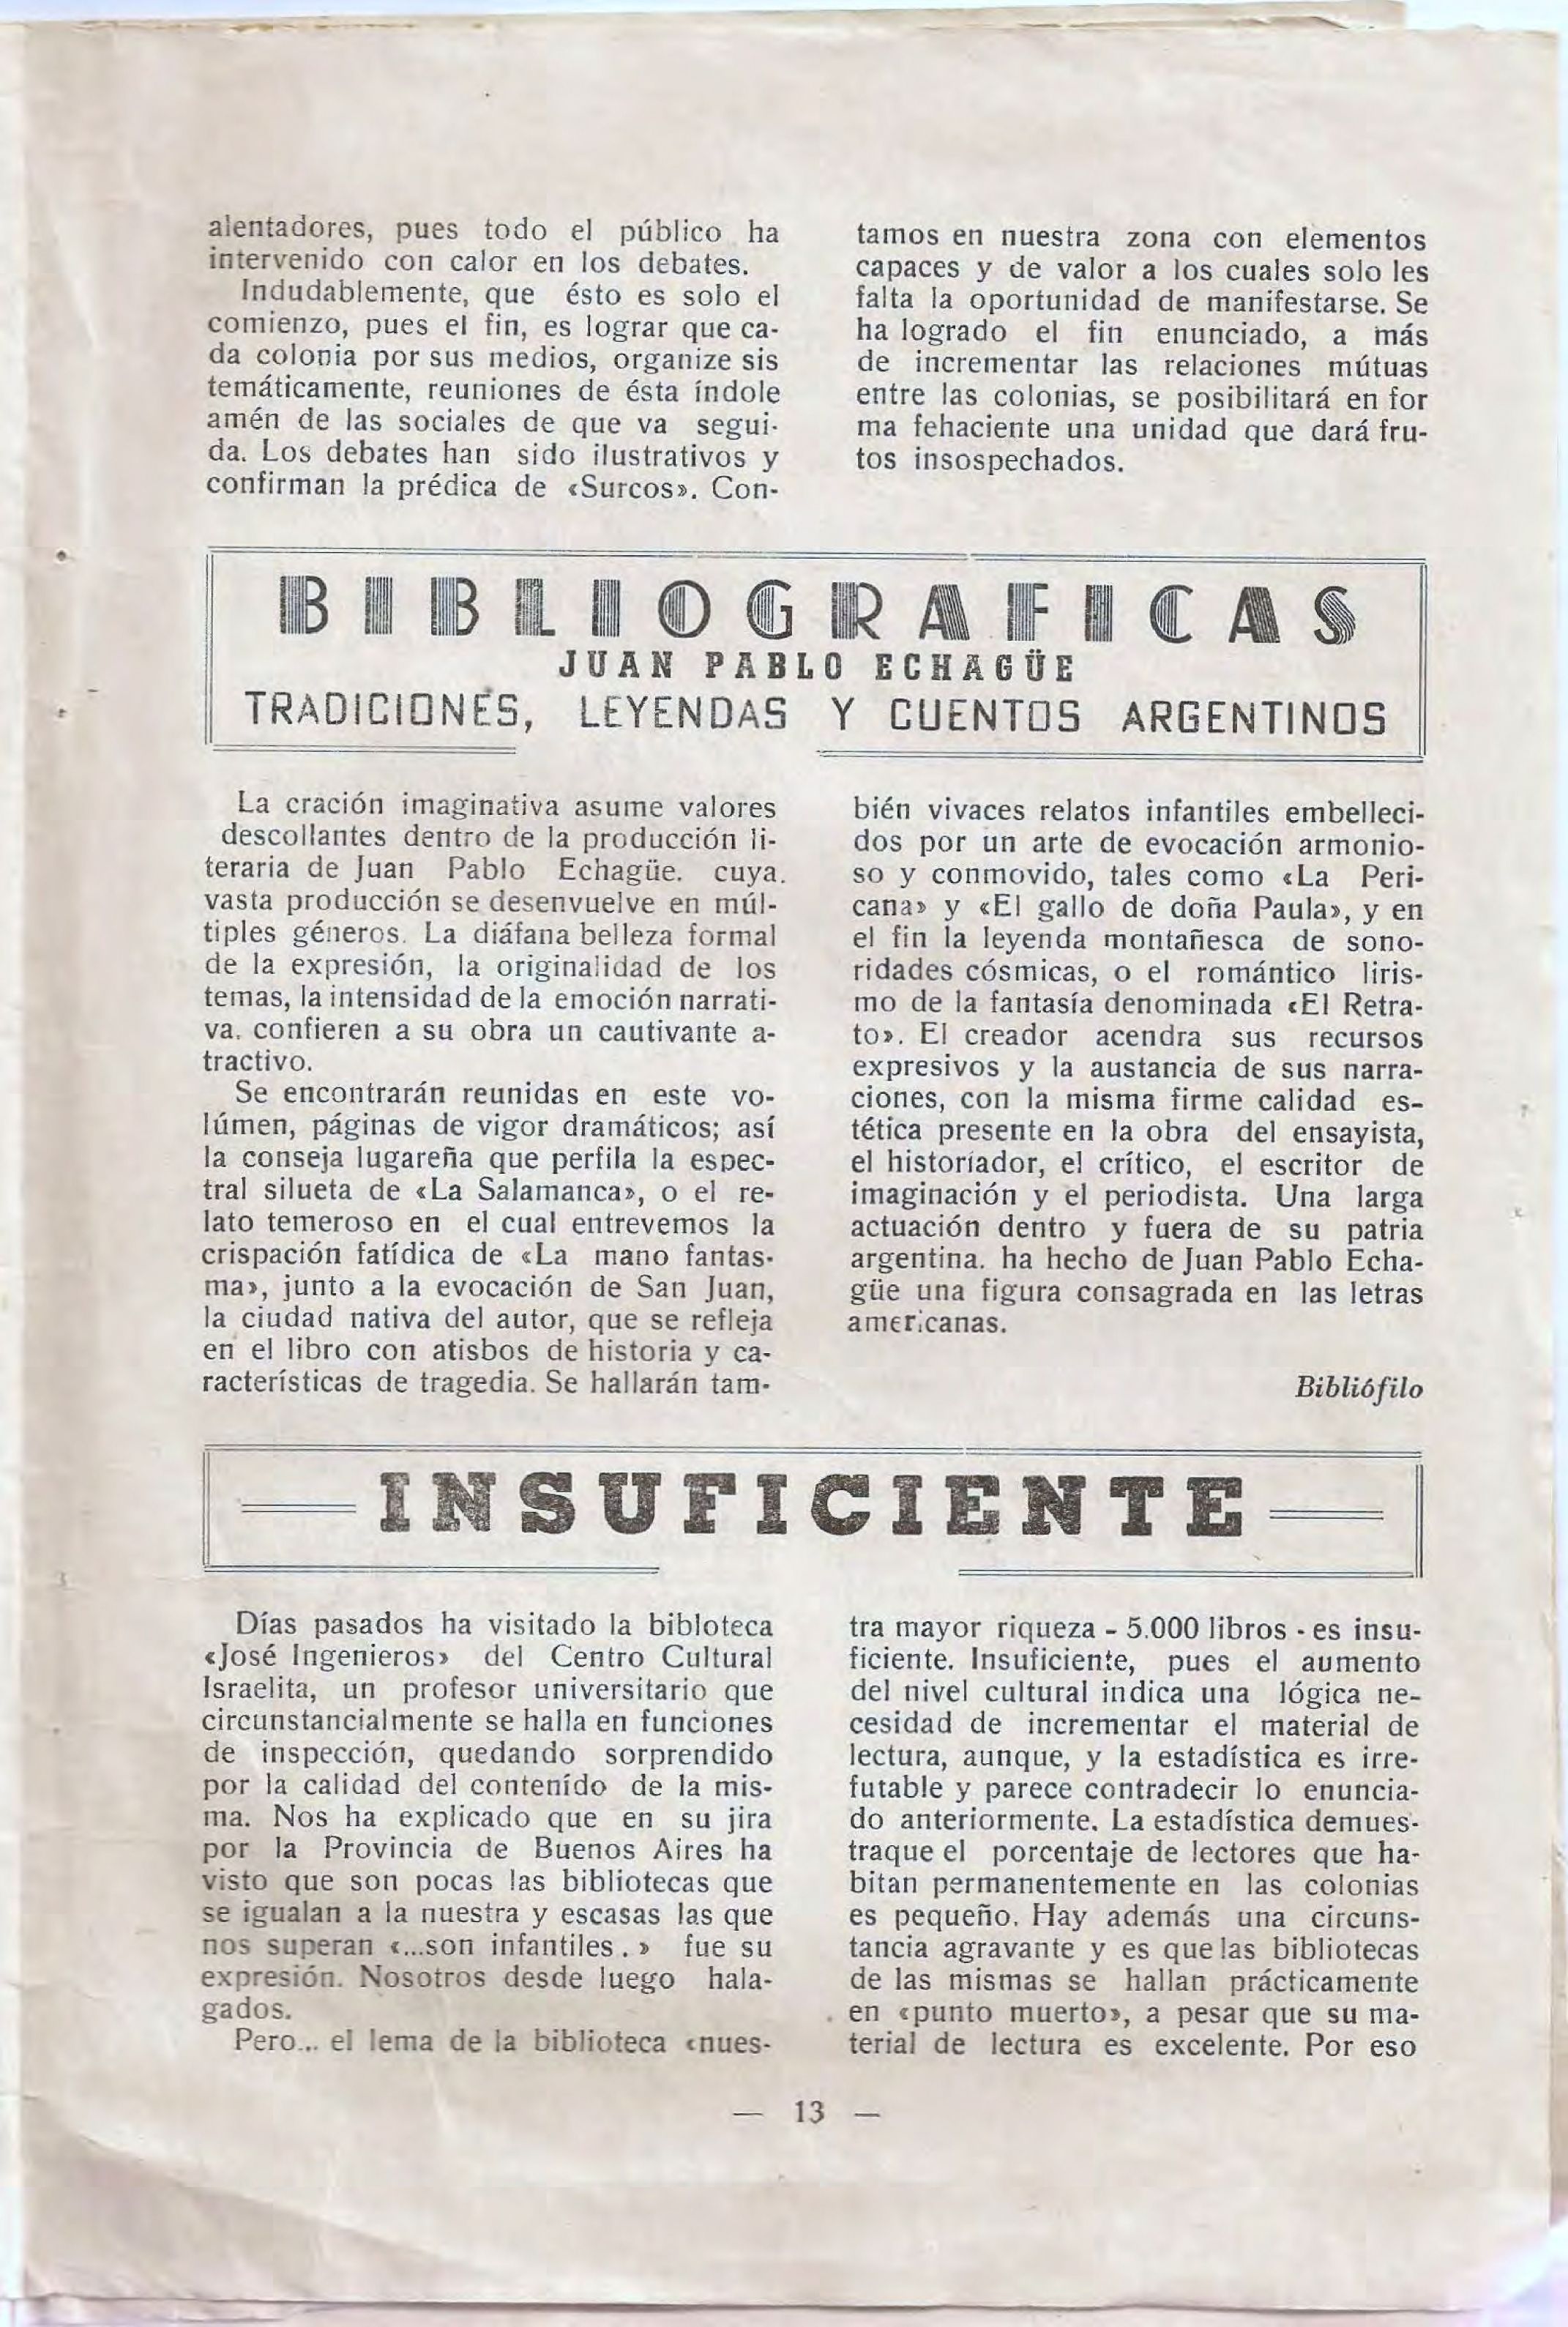 alentadores, pues todo el público ha
intervenido con calor en los debates.
Indudablemente, que ésto es solo el
comienzo, pues el fin, es lograr que ca-
da colonia por sus medios, organize sis
temáticamente, reuniones de ésta índole
amén de las sociales de que va segui-
da. Los debates han sido ilustrativos y
confirman la prédica de «Surcos». Con-
tamos en nuestra zona con elementos
capaces y de valor a los cuales solo les
falta la oportunidad de manifestarse. Se
ha logrado el fin enunciado, a más
de incrementar las relaciones mútuas
entre las colonias, se posibilitará en for
ma fehaciente una unidad que dará fru-
tos insospechados.
BIBLIOGRAFICAS
JUAN PABLO ECHAGÜE
TRADICIONES, LEYENDAS Y CUENTOS ARGENTINOS
La cración imaginativa asume valores
descollantes dentro de la producción li-
teraria de Juan Pablo Echagüe. cuya.
vasta producción se desenvuelve en múl-
tiples géneros. La diáfana belleza formal
de la expresión, la originalidad de los
temas, la intensidad de la emoción narrati-
va. confieren a su obra un cautivante a-
tractivo.
Se encontrarán reunidas en este vo-
lúmen, páginas de vigor dramáticos; así
la conseja lugareña que perfila la espec-
tral silueta de «La Salamanca», o el re-
lato temeroso en el cual entrevemos la
crispación fatídica de «La mano fantas-
ma», junto a la evocación de San Juan,
la ciudad nativa del autor, que se refleja
en el libro con atisbos de historia y ca-
racterísticas de tragedia. Se hallarán tam-
bién vivaces relatos infantiles embelleci-
dos por un arte de evocación armonio-
so y conmovido, tales como «La Peri-
cana» y «El gallo de doña Paula», y en
el fin la leyenda montañesca de sono-
ridades cósmicas, o el romántico liris-
mo de la fantasía denominada «El Retra-
to». El creador acendra sus recursos
expresivos y la austancia de sus narra-
ciones, con la misma firme calidad es-
tética presente en la obra del ensayista,
el historiador, el crítico, el escritor de
imaginación y el periodista. Una larga
actuación dentro y fuera de su patria
argentina. ha hecho de Juan Pablo Echa-
güe una figura consagrada en las letras
americanas.
Bibliófilo
INSUFICIENTE
Días pasados ha visitado la bibloteca
«José Ingenieros» del Centro Cultural
Israelita, un profesor universitario que
circunstancialmente se halla en funciones
de inspección, quedando sorprendido
por la calidad del contenído de la mis-
ma. Nos ha explicado que en su jira
por la Provincia de Buenos Aires ha
visto que son pocas las bibliotecas que
se igualan a la nuestra y escasas las que
nos superan «...son infantiles . » fue su
expresión. Nosotros desde luego hala-
gados.
Pero... el lema de la biblioteca «nues-
tra mayor riqueza - 5.000 libros - es insu-
ficiente. Insuficiente, pues el aumento
del nivel cultural indica una lógica ne-
cesidad de incrementar el material de
lectura, aunque, y la estadística es irre-
futable y parece contradecir lo enuncia-
do anteriormente. La estadística demues-
traque el porcentaje de lectores que ha-
bitan permanentemente en las colonias
es pequeño. Hay además una circuns-
tancia agravante y es que las bibliotecas
de las mismas se hallan prácticamente
en «punto muerto», a pesar que su ma-
terial de lectura es excelente. Por eso
— 13 —